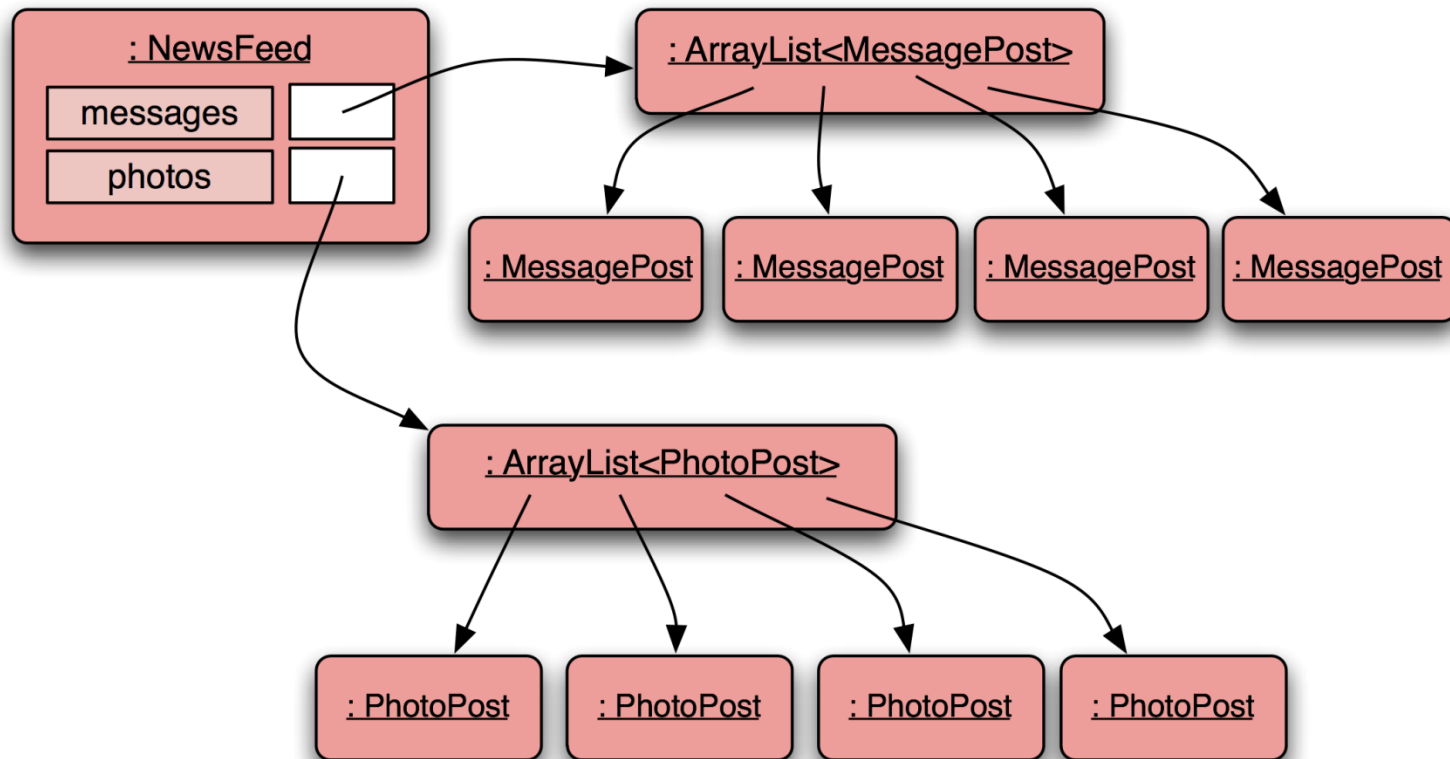 : NewsFeed
messages
photos
: ArrayList<MessagePost>
: MessagePost
: MessagePost
: MessagePost
: MessagePost
: ArrayList<PhotoPost>
: PhotoPost
: PhotoPost
: PhotoPost
: PhotoPost